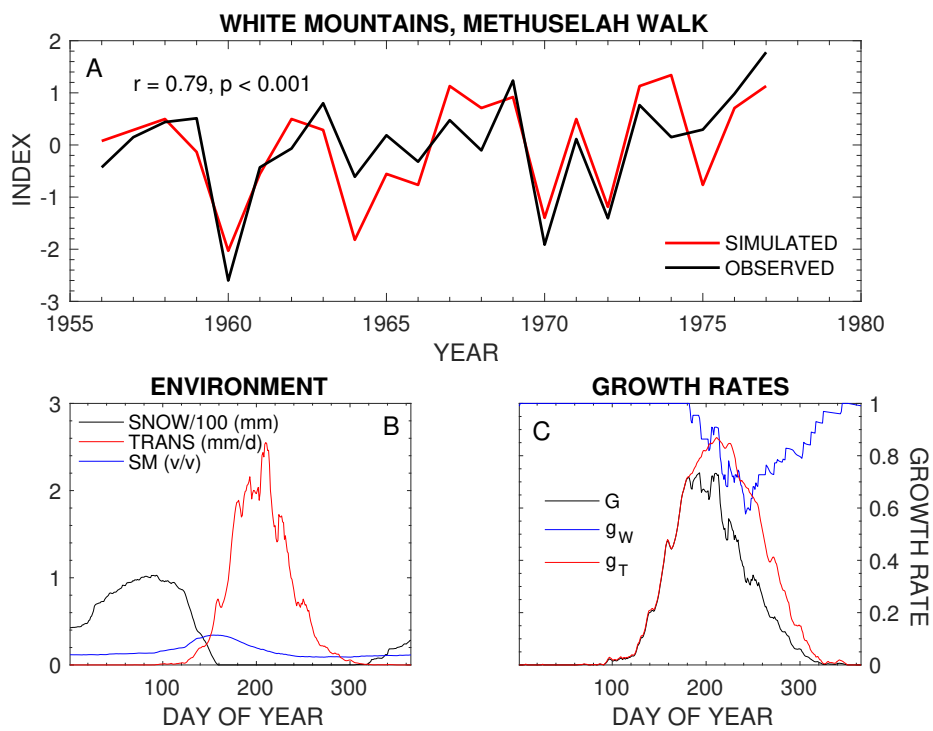 WHITE MOUNTAINS, METHUSELAH WALK
2
1
0
-1
-2
-3
INDEX
A
r = 0.79, p < 0.001
SIMULATED
OBSERVED
1955 1960 1965 1970 1975 1980
YEAR
ENVIRONMENT
3
2
1
0
SNOW/100 (mm)
TRANS (mm/d)
SM (v/v)
B
100 200 300
DAY OF YEAR
GROWTH RATES
C
G
gW
gT
1
0.8
0.6
0.4
0.2
0
GROWTH RATE
100 200 300
DAY OF YEAR